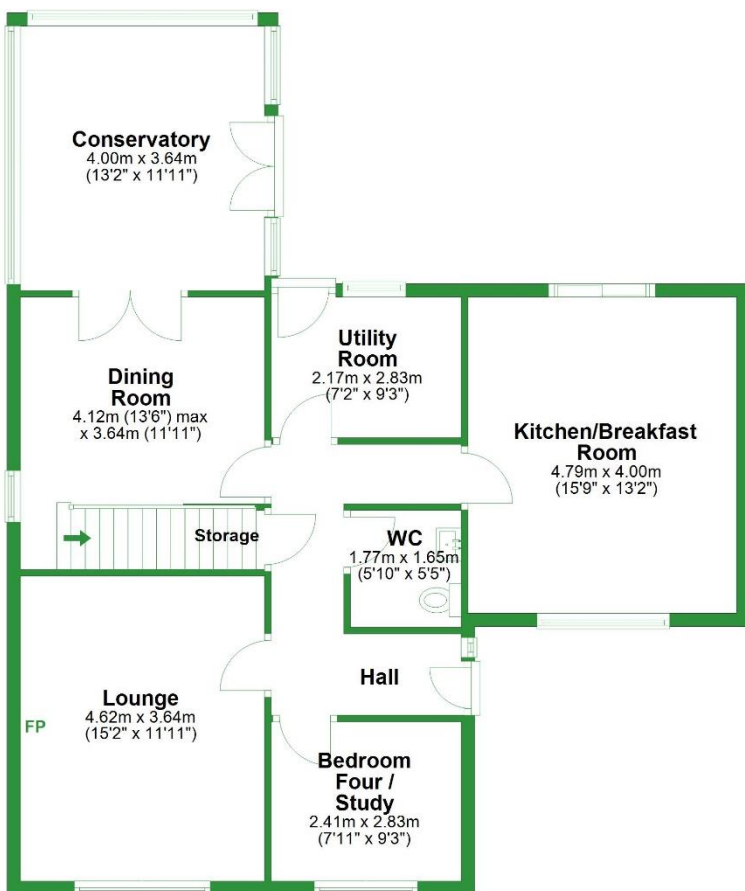 Conservatory
4.00m x 3.64m
(13'2" x 11'11")
Utility
Room
2.17m x 2.83m
(7'2" x 9'3")
Dining
Room
4.12m (13'6") max
x 3.64m (11'11")
Kitchen/Breakfast
Room
4.79m x 4.00m
(15'9" x 13'2")
Storage
WC
1.77m x 1.65m
(5'10" x 5'5")
Hall
Lounge
4.62m x 3.64m
(15'2" x 11'11")
FP
Bedroom
Four /
Study
2.41m x 2.83m
(7'11" x 9'3")